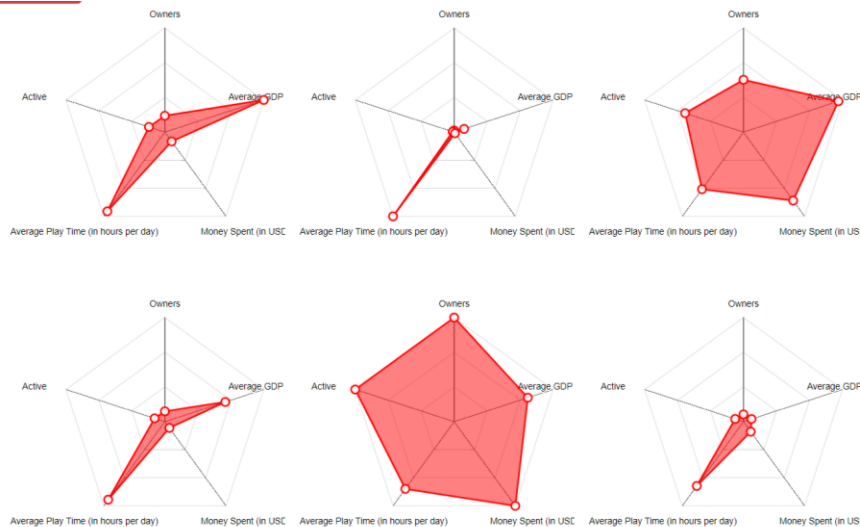 Owners
Owners
Owners
Active
Average GDP
Active
Average GDP
Active
Average GDP
Average Play Time (in hours per day)
Money Spent (in USD
Average Play Time (in hours per day)
Money Spent (in USD
Average Play Time (in hours per day)
Money Spent (in US
Owners
Owners
Owners
Active
Average GDP
Active
Average GDP
Active
Average GDP
Average Play Time (in hours per day)
Money Spent (in USD
Average Play Time (in hours per day)
Money Spent (in USD
Average Play Time (in hours per day)
Money Spent (in US